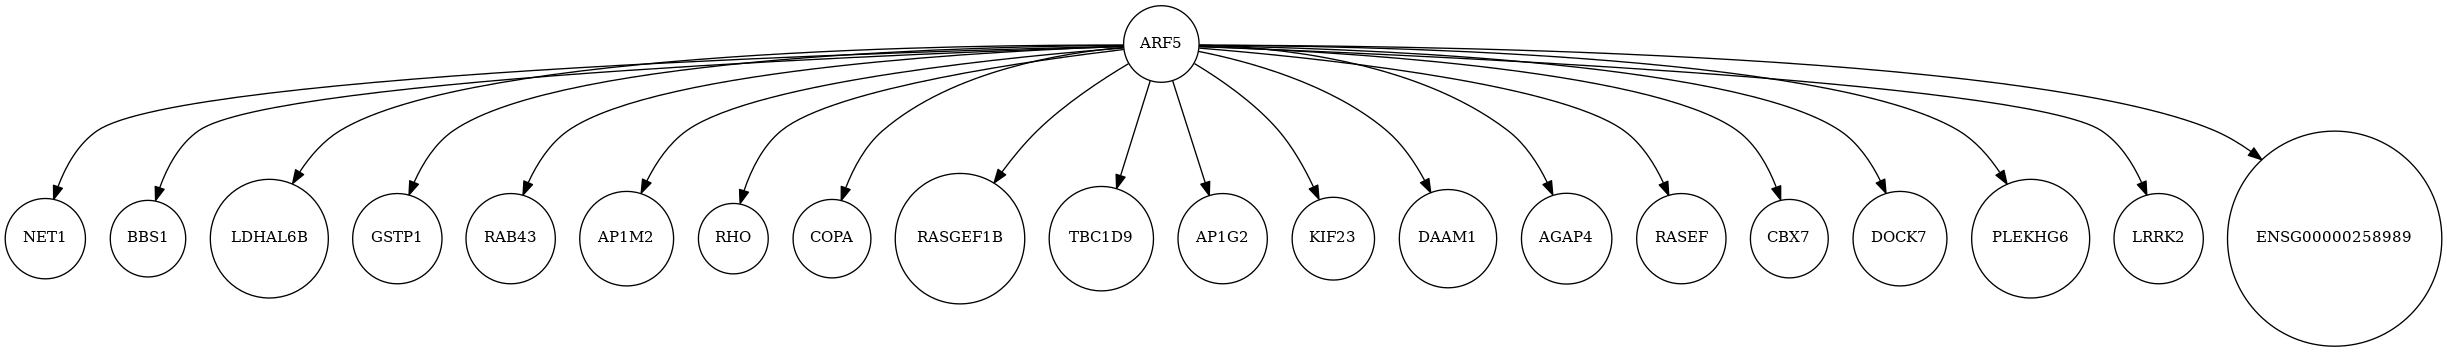 ARF5
NET1
BBS1
LDHAL6B
GSTP1
RAB43
AP1M2
RHO
COPA
RASGEF1B
TBC1D9
AP1G2
KIF23
DAAM1
AGAP4
RASEF
CBX7
DOCK7
PLEKHG6
LRRK2
ENSG00000258989